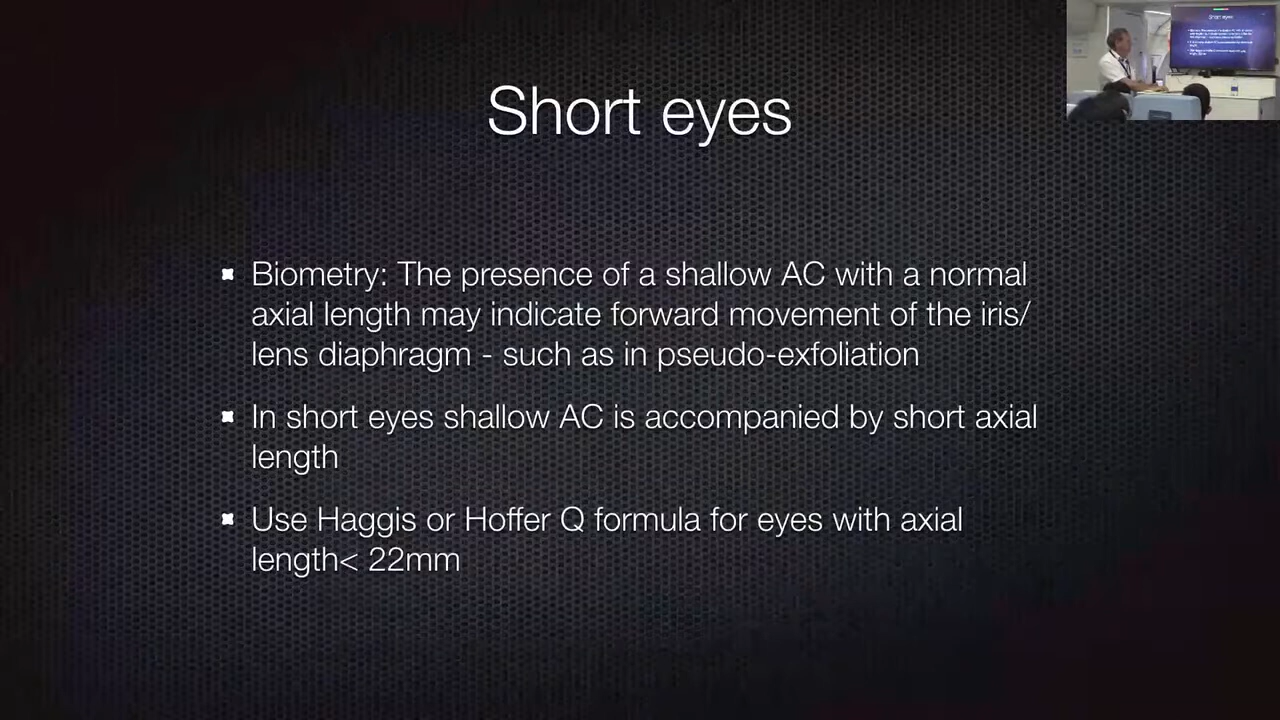 Short eyes
Biometry: The presence of a shallow AC with a normal
axial length may indicate forward movement of the iris/
lens diaphragm - such as in pseudo-exfoliation
In short eyes shallow AC is accompanied by short axial
length
Use Haggis or Hoffer Q formula for eyes with axial
length< 22mm
Short eyes